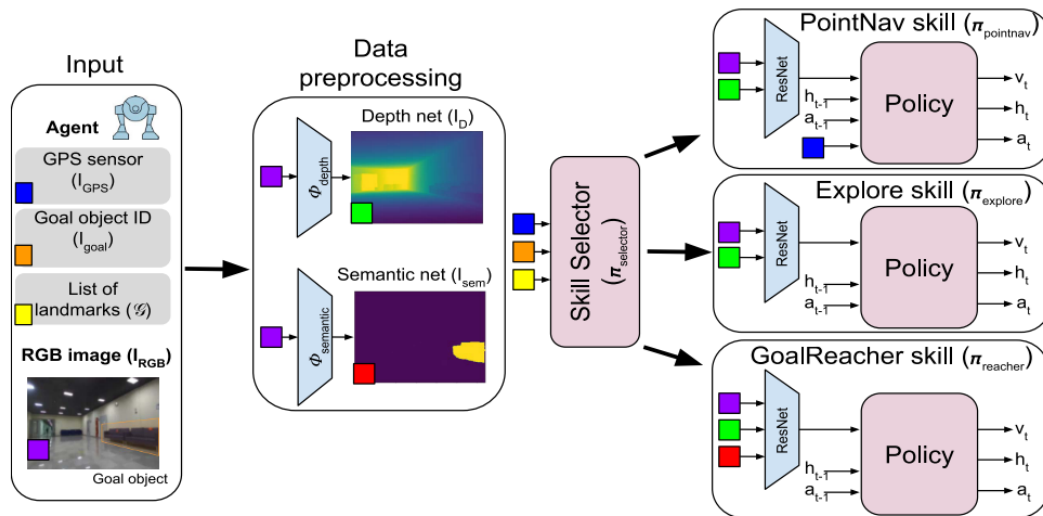 Input
Agent
GPS sensor
(I_GPS)
Goal object ID
(I_goal)
List of
landmarks (𝒢)
RGB image (I_RGB)
Goal object
Data
preprocessing
Depth net (I_D)
Φ_depth
Semantic net (I_sem)
Φ_semantic
Skill Selector
(π_selector)
PointNav skill (π_pointnav)
ResNet
h_t-1
a_t-1
Policy
v_t
h_t
a_t
Explore skill (π_explore)
ResNet
h_t-1
a_t-1
Policy
v_t
h_t
a_t
GoalReacher skill (π_reacher)
ResNet
h_t-1
a_t-1
Policy
v_t
h_t
a_t